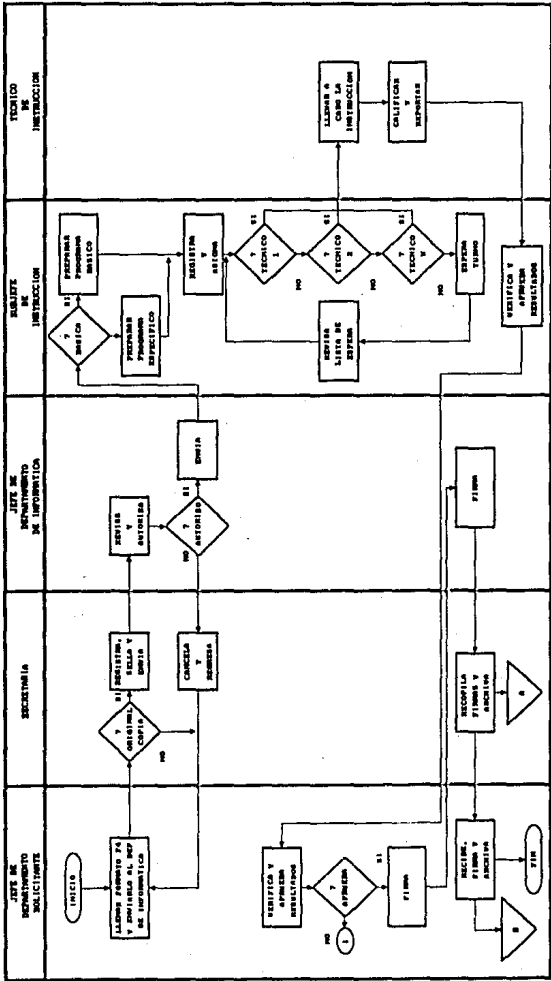 JEFE DE
DEPARTAMENTO
SOLICITANTE
SECRETARIA
JEFE DE
DEPARTAMENTO
DE INFORMATICA
SUBJEFE
DE
INSTRUCCION
TECNICO
DE
INSTRUCCION
INICIO
LLENAR FORMATO F4
Y ENVIARLO AL DEP
DE INFORMATICA
?
ORIGINAL
COPIA
SI
NO
REGISTRA,
SELLA Y
ENVIA
REVISA
Y
AUTORIZA
?
AUTORIZO
SI
NO
ENVIA
CANCELA
Y
REGRESA
?
BASICA
SI
PREPARAR
PROGRAMA
BASICO
PREPARAR
PROGRAMA
ESPECIFICO
REGISTRA
Y
ASIGNA
?
TECNICO
1
SI
NO
?
TECNICO
2
SI
NO
?
TECNICO
N
SI
NO
ESPERA
TURNO
REVISA
LISTA DE
ESPERA
LLEVAR A
CABO LA
INSTRUCCION
CALIFICAR
Y
REPORTAR
VERIFICA Y
APRUEBA
RESULTADOS
VERIFICA Y
APRUEBA
RESULTADOS
?
APRUEBA
NO
1
SI
FIRMA
FIRMA
RECOPILA
FIRMAS Y
ARCHIVA
A
RECIBE,
FIRMA Y
ARCHIVA
B
FIN